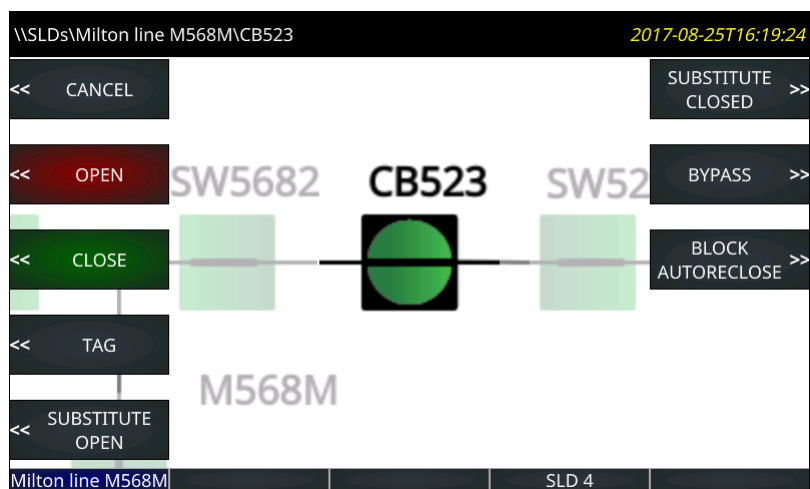 \\SLDs\Milton line M568M\CB523
2017-08-25T16:19:24
<< CANCEL
SUBSTITUTE
CLOSED >>
<< OPEN
SW5682
CB523
SW52
BYPASS >>
<< CLOSE
BLOCK
AUTORECLOSE >>
<< TAG
M568M
<< SUBSTITUTE
OPEN
Milton line M568M
SLD 4